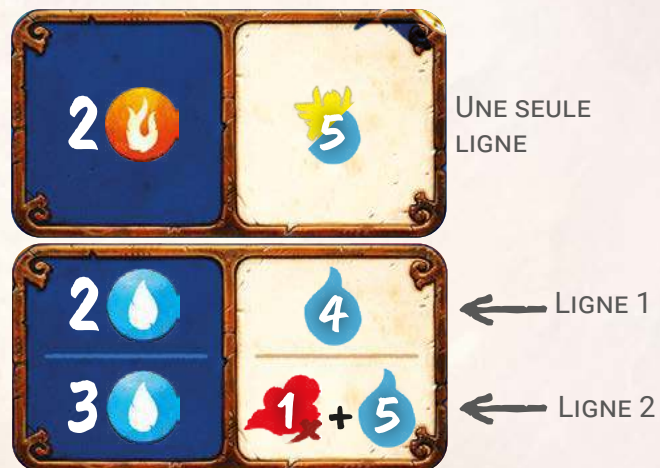 2 5
UNE SEULE
LIGNE
2 4
LIGNE 1
3 1 + 5
LIGNE 2